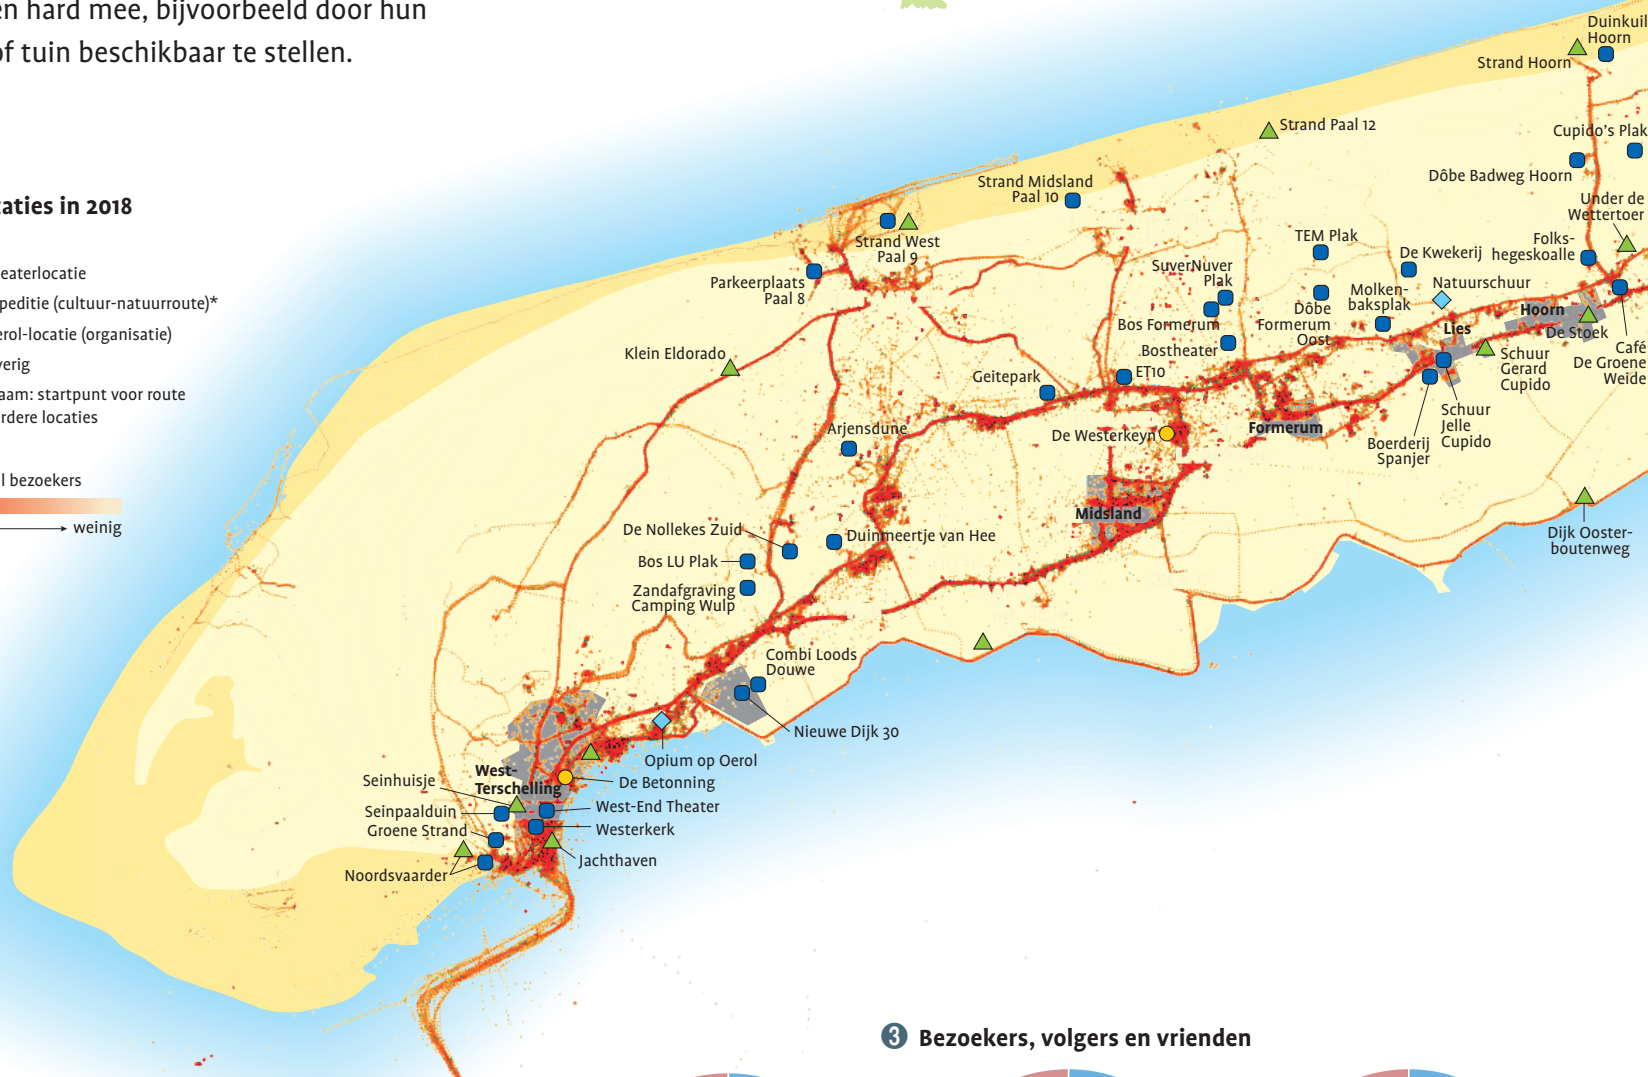 en hard mee, bijvoorbeeld door hun
of tuin beschikbaar te stellen.
caties in 2018
eaterlocatie
peditie (cultuur-natuurroute)*
erol-locatie (organisatie)
verig
aam: startpunt voor route
rdere locaties
l bezoekers
weinig
Duinkuil
Hoorn
Strand Hoorn
Strand Paal 12
Cupido's Plak
Dôbe Badweg Hoorn
Strand Midsland
Paal 10
Under de
Wettertoer
Strand West
Paal 9
TEM Plak
De Kwekerij
Folks-
hegeskoalle
SuverNuver
Plak
Parkeerplaats
Paal 8
Molken-
baksplak
Natuurschuur
Bos Formerum
Dôbe
Formerum
Oost
Hoorn
Lies
De Stoek
Klein Eldorado
Bostheater
Schuur
Gerard
Cupido
Café
De Groene
Weide
Geitepark
ET10
Schuur
Jelle
Cupido
Arjensdune
De Westerkeyn
Formerum
Boerderij
Spanjer
Midsland
De Nollekes Zuid
Duinmeertje van Hee
Dijk Ooster-
boutenweg
Bos LU Plak
Zandafgraving
Camping Wulp
Combi Loods
Douwe
Nieuwe Dijk 30
Opium op Oerol
West-
Terschelling
Seinhuisje
De Betonning
Seinpaalduin
West-End Theater
Groene Strand
Westerkerk
Jachthaven
Noordsvaarder
3 Bezoekers, volgers en vrienden